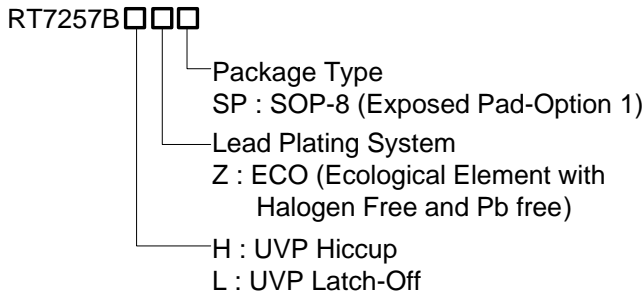 RT7257B□□□
Package Type
SP : SOP-8 (Exposed Pad-Option 1)
Lead Plating System
Z : ECO (Ecological Element with
Halogen Free and Pb free)
H : UVP Hiccup
L : UVP Latch-Off